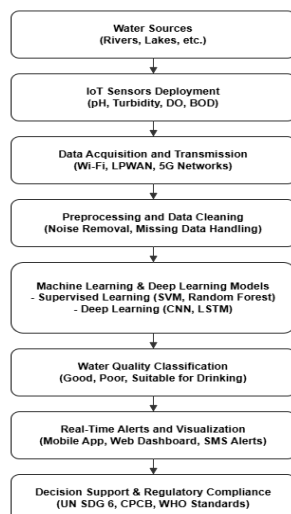 Water Sources
(Rivers, Lakes, etc.)
IoT Sensors Deployment
(pH, Turbidity, DO, BOD)
Data Acquisition and Transmission
(Wi-Fi, LPWAN, 5G Networks)
Preprocessing and Data Cleaning
(Noise Removal, Missing Data Handling)
Machine Learning & Deep Learning Models
- Supervised Learning (SVM, Random Forest)
- Deep Learning (CNN, LSTM)
Water Quality Classification
(Good, Poor, Suitable for Drinking)
Real-Time Alerts and Visualization
(Mobile App, Web Dashboard, SMS Alerts)
Decision Support & Regulatory Compliance
(UN SDG 6, CPCB, WHO Standards)